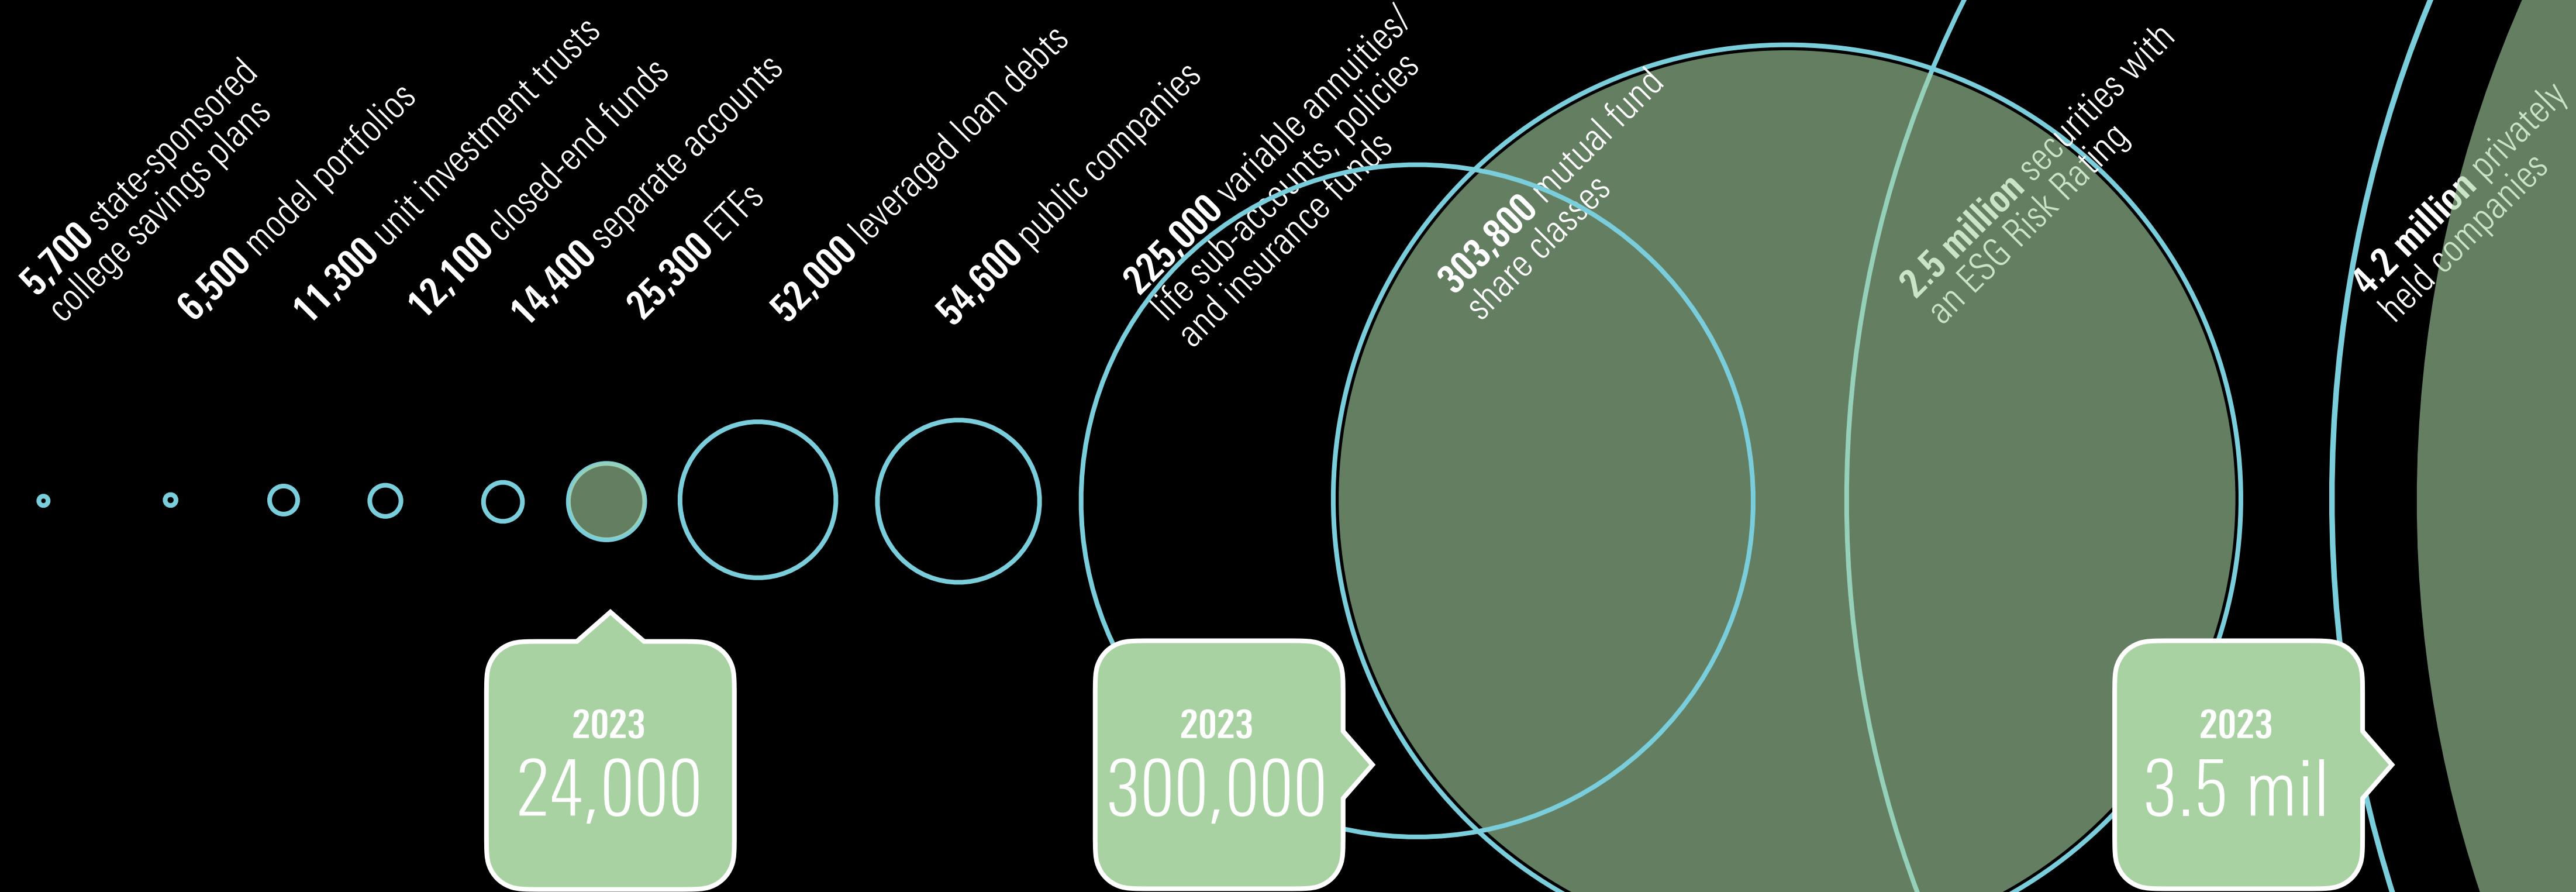 5,700 state-sponsored
college savings plans
6,500 model portfolios
11,300 unit investment trusts
12,100 closed-end funds
14,400 separate accounts
25,300 ETFs
52,000 leveraged loan debts
54,600 public companies
225,000 variable annuities/
life sub-accounts, policies
and insurance funds
303,800 mutual fund
share classes
2.5 million securities with
an ESG Risk Rating
4.2 million privately
held companies
2023
24,000
2023
300,000
2023
3.5 mil